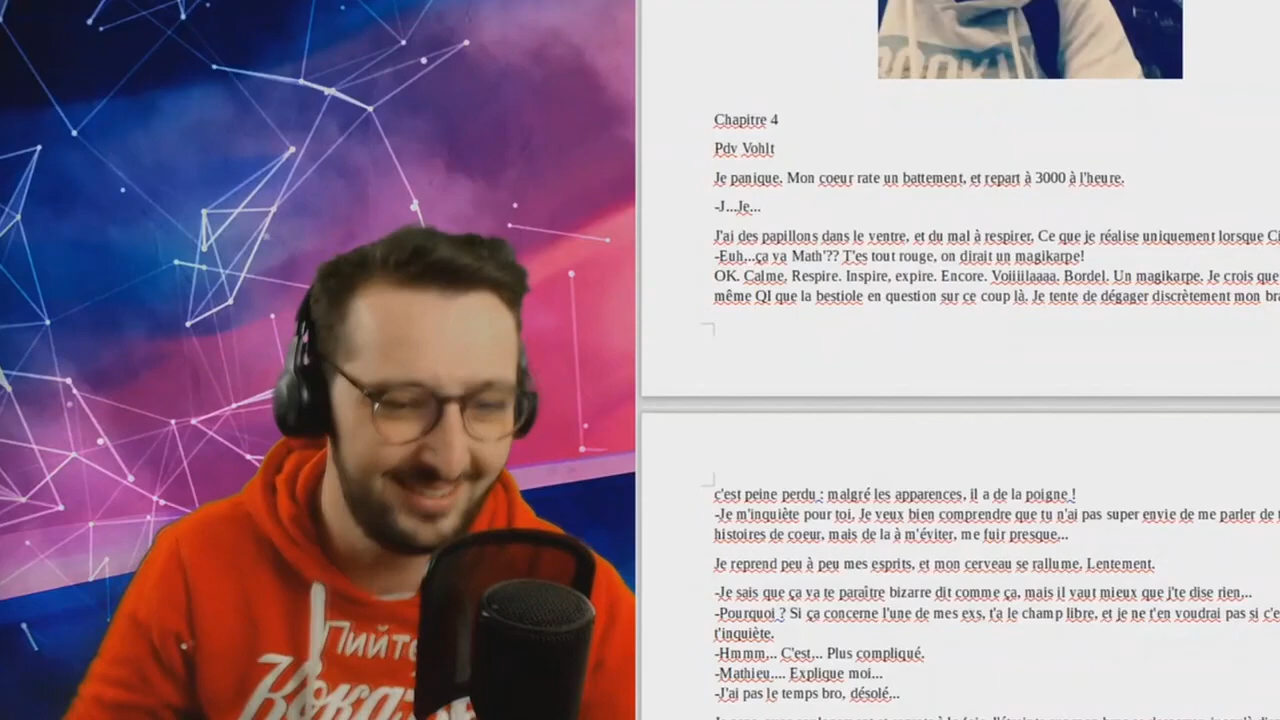 Chapitre 4
Pdv Vohlt
Je panique. Mon coeur rate un battement, et repart à 3000 à l'heure.
-J...Je...
J'ai des papillons dans le ventre, et du mal à respirer. Ce que je réalise uniquement lorsque
-Euh...ça va Math'?? T'es tout rouge, on dirait un magikarpe!
OK. Calme. Respire. Inspire, expire. Encore. Voiiiilaaaa. Bordel. Un magikarpe. Je crois que
même QI que la bestiole en question sur ce coup là. Je tente de dégager discrètement mon
c'est peine perdu : malgré les apparences, il a de la poigne !
-Je m'inquiète pour toi. Je veux bien comprendre que tu n'ai pas super envie de me parler de
histoires de coeur, mais de la à m'éviter, me fuir presque...
Je reprend peu à peu mes esprits, et mon cerveau se rallume. Lentement.
-Je sais que ça va te paraître bizarre dit comme ça, mais il vaut mieux que j'te dise rien...
-Pourquoi ? Si ça concerne l'une de mes exs, t'a le champ libre, et je ne t'en voudrai pas si
t'inquiète.
-Hmmm... C'est... Plus compliqué.
-Mathieu.... Explique moi...
-J'ai pas le temps bro, désolé...
Пийте